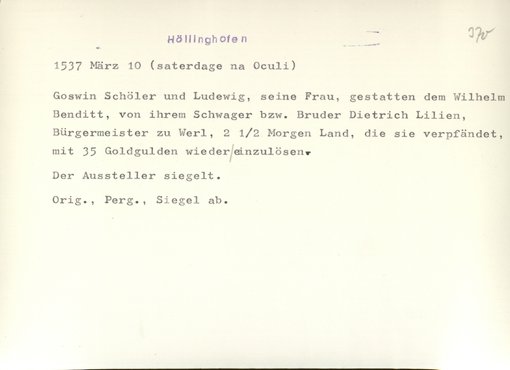 Höllinghofen
1537 März 10 (saterdage na Oculi)
Goswin Schöler und Ludewig, seine Frau, gestatten dem Wilhelm
Benditt, von ihrem Schwager bzw. Bruder Dietrich Lilien,
Bürgermeister zu Werl, 2 1/2 Morgen Land, die sie verpfändet,
mit 35 Goldgulden wieder/einzulösen.
Der Aussteller siegelt.
Orig., Perg., Siegel ab.